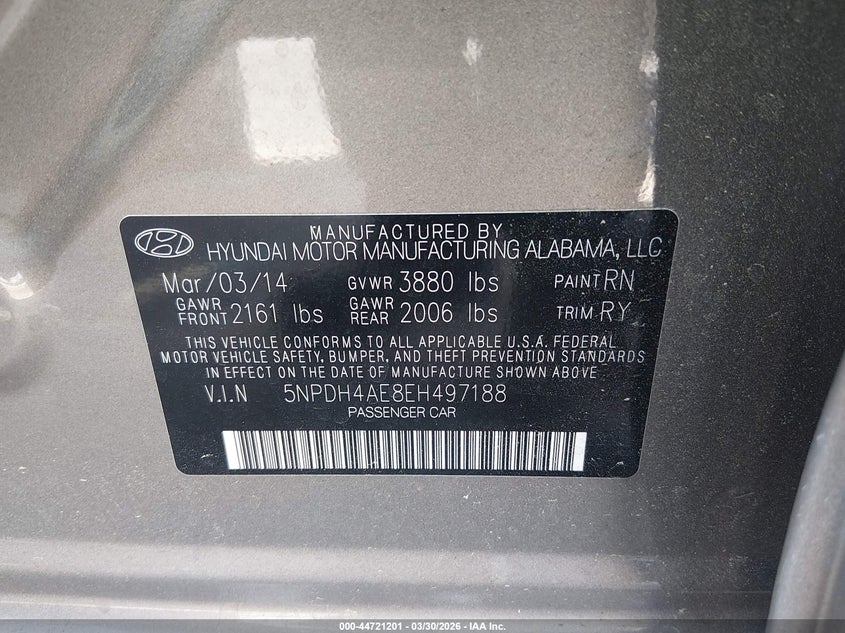 MANUFACTURED BY
HYUNDAI MOTOR MANUFACTURING ALABAMA, LLC
Mar/03/14 GVWR 3880 lbs PAINT RN
GAWR FRONT 2161 lbs GAWR REAR 2006 lbs TRIM RY
THIS VEHICLE CONFORMS TO ALL APPLICABLE U.S.A. FEDERAL
MOTOR VEHICLE SAFETY, BUMPER, AND THEFT PREVENTION STANDARDS
IN EFFECT ON THE DATE OF MANUFACTURE SHOWN ABOVE
V.I.N 5NPDH4AE8EH497188
PASSENGER CAR
000-44721201 - 03/30/2026 - IAA Inc.